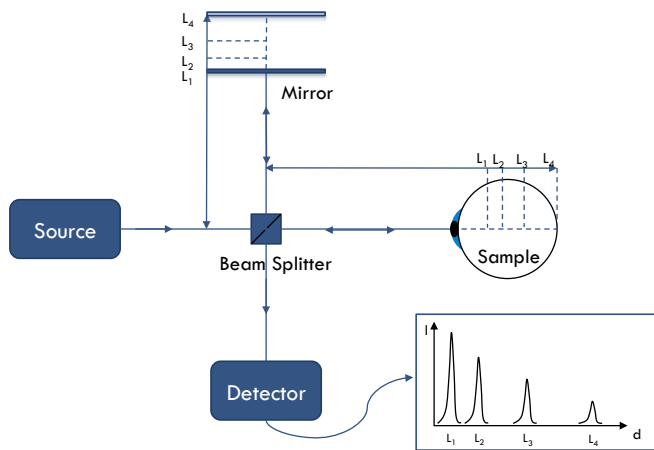 L4
L3
L2
L1
Mirror
L1 L2 L3 L4
Source
Beam Splitter
Sample
Detector
I
L1 L2 L3 L4
d